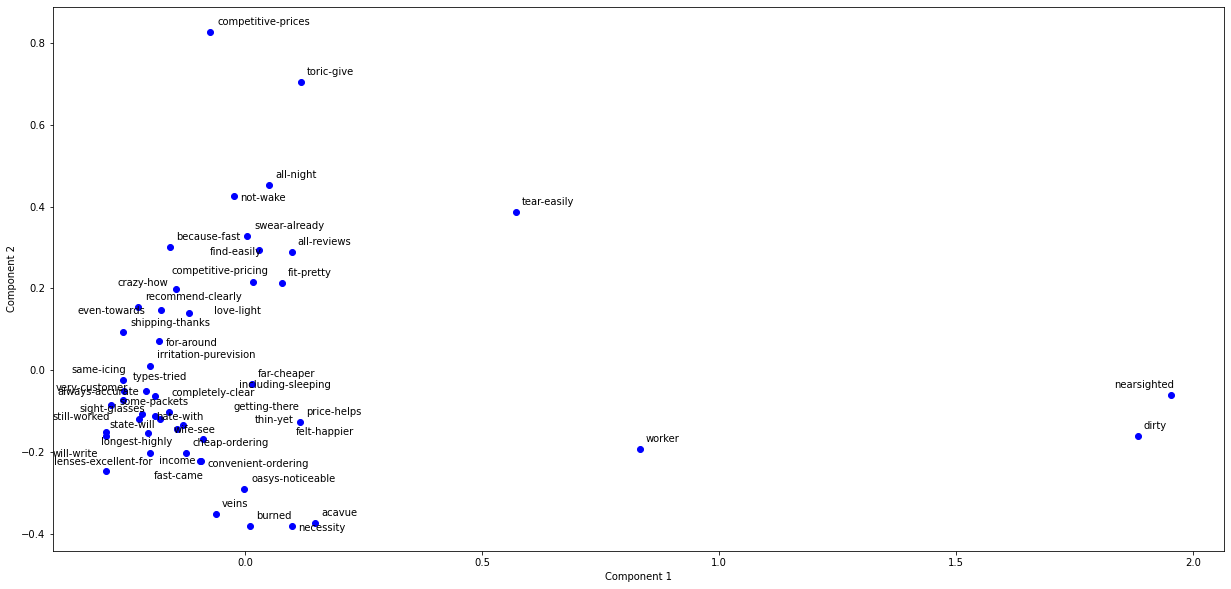 competitive-prices
0.8
toric-give
0.6
all-night
not-wake
tear-easily
0.4
swear-already
because-fast
all-reviews
find-easily
competitive-pricing
fit-pretty
crazy-how
0.2
recommend-clearly
even-towards
love-light
shipping-thanks
for-around
irritation-purevision
same-icing
0.0
types-tried
far-cheaper
very-customer
including-sleeping
nearsighted
always-accurate
completely-clear
some-packets
sight-glasses
getting-there
price-helps
still-worked
hate-with
thin-yet
state-will
felt-happier
dirty
longest-highly
cheap-ordering
worker
−0.2
will-write
lenses-excellent-for
income
convenient-ordering
fast-came
oasys-noticeable
veins
burned
acavue
necessity
−0.4
0.0 0.5 1.0 1.5 2.0
Component 1
Component 2